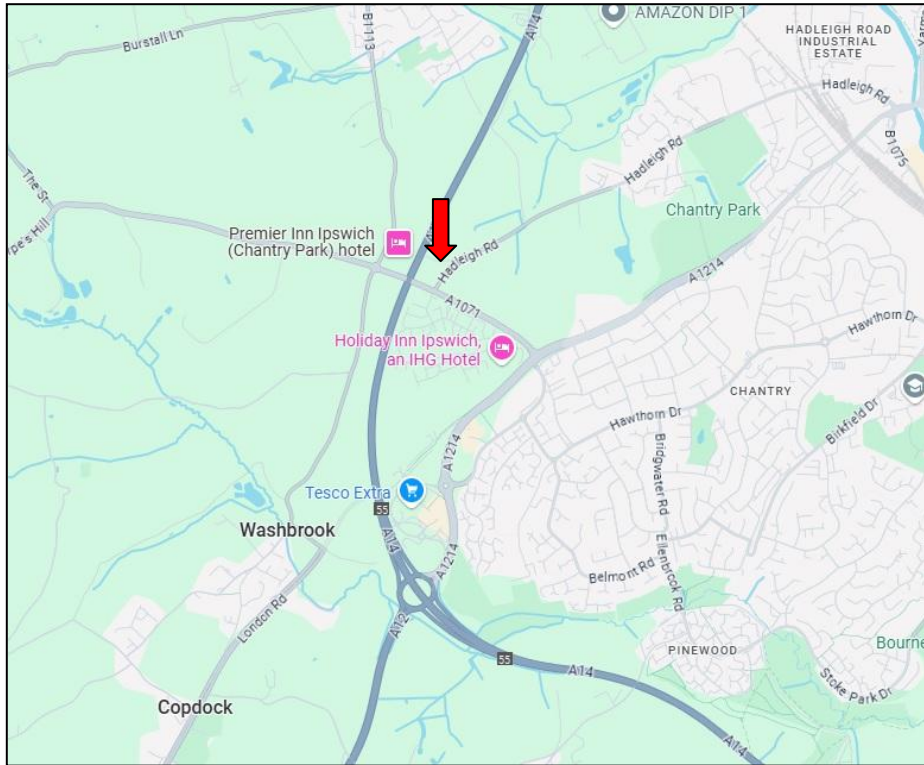 AMAZON DIP 1
B1113
A14
Burstall Ln
HADLEIGH ROAD
INDUSTRIAL
ESTATE
Hadleigh Rd
B1075
Hadleigh Rd
The St
Chantry Park
Premier Inn Ipswich
(Chantry Park) hotel
Hadleigh Rd
A1214
A1071
Hawthorn Dr
Holiday Inn Ipswich,
an IHG Hotel
CHANTRY
Birkfield Dr
Hawthorn Dr
A1214
Bridgwater Rd
Tesco Extra
55
Washbrook
A14
A1214
Ellenbrook Rd
Belmont Rd
London Rd
A12
PINEWOOD
55
A14
Stoke Park Dr
Copdock
A14